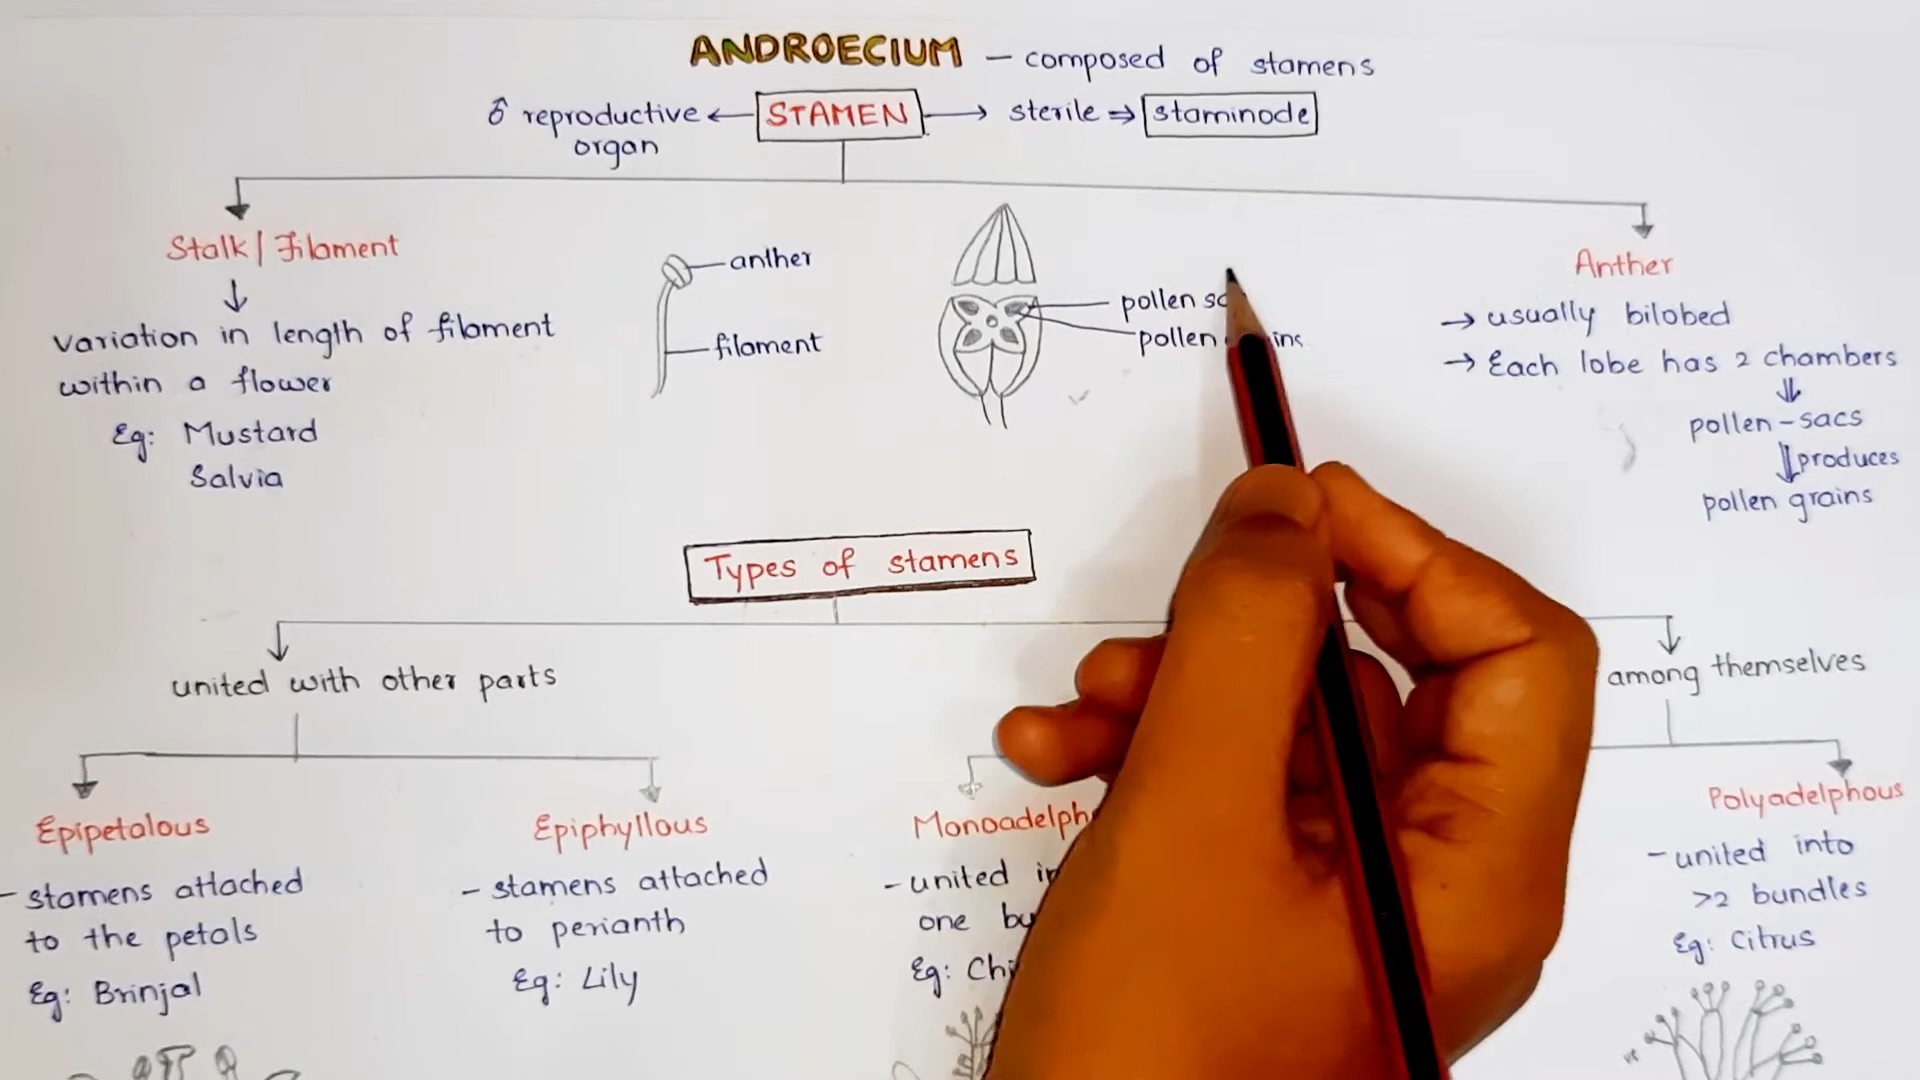 ANDROECIUM - composed of stamens
♂ reproductive organ ← STAMEN → sterile ⇒ staminode
Stalk / Filament
↓
variation in length of filament
within a flower
Eg: Mustard
Salvia
anther
filament
pollen
pollen
Anther
→ usually bilobed
→ Each lobe has 2 chambers
⇓
pollen-sacs
⇓ produces
pollen grains
Types of stamens
united with other parts
among themselves
Epipetalous
- stamens attached
to the petals
Eg: Brinjal
Epiphyllous
- stamens attached
to perianth
Eg: Lily
- united
one
Eg:
Polyadelphous
- united into
>2 bundles
Eg: Citrus